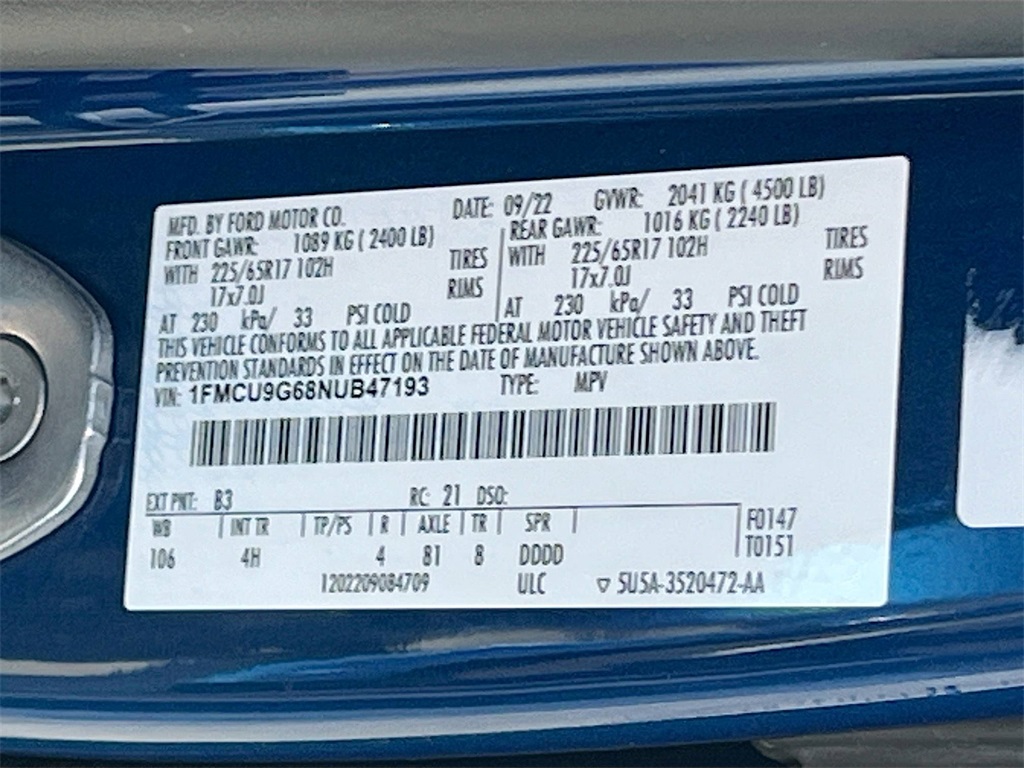 MFD. BY FORD MOTOR CO. DATE: 09/22 GVWR: 2041 KG ( 4500 LB)
FRONT GAWR: 1089 KG ( 2400 LB) REAR GAWR: 1016 KG ( 2240 LB)
WITH 225/65R17 102H TIRES WITH 225/65R17 102H TIRES
17x7.0J RIMS 17x7.0J RIMS
AT 230 kPa/ 33 PSI COLD AT 230 kPa/ 33 PSI COLD
THIS VEHICLE CONFORMS TO ALL APPLICABLE FEDERAL MOTOR VEHICLE SAFETY AND THEFT
PREVENTION STANDARDS IN EFFECT ON THE DATE OF MANUFACTURE SHOWN ABOVE.
VIN: 1FMCU9G68NUB47193 TYPE: MPV
EXT PNT: B3 RC: 21 DSO:
WB INT TR TP/PS R AXLE TR SPR F0147
106 4H 4 81 8 DDDD T0151
1202209084709 ULC ▽ 5U5A-3520472-AA